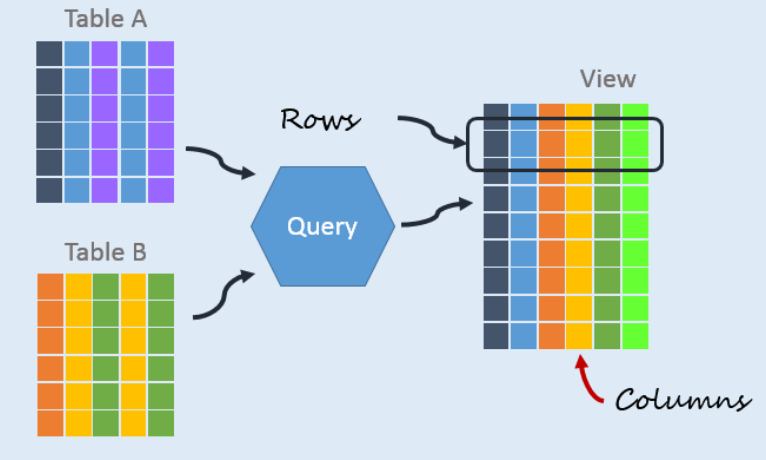 Table A
View
Rows
Query
Table B
Columns